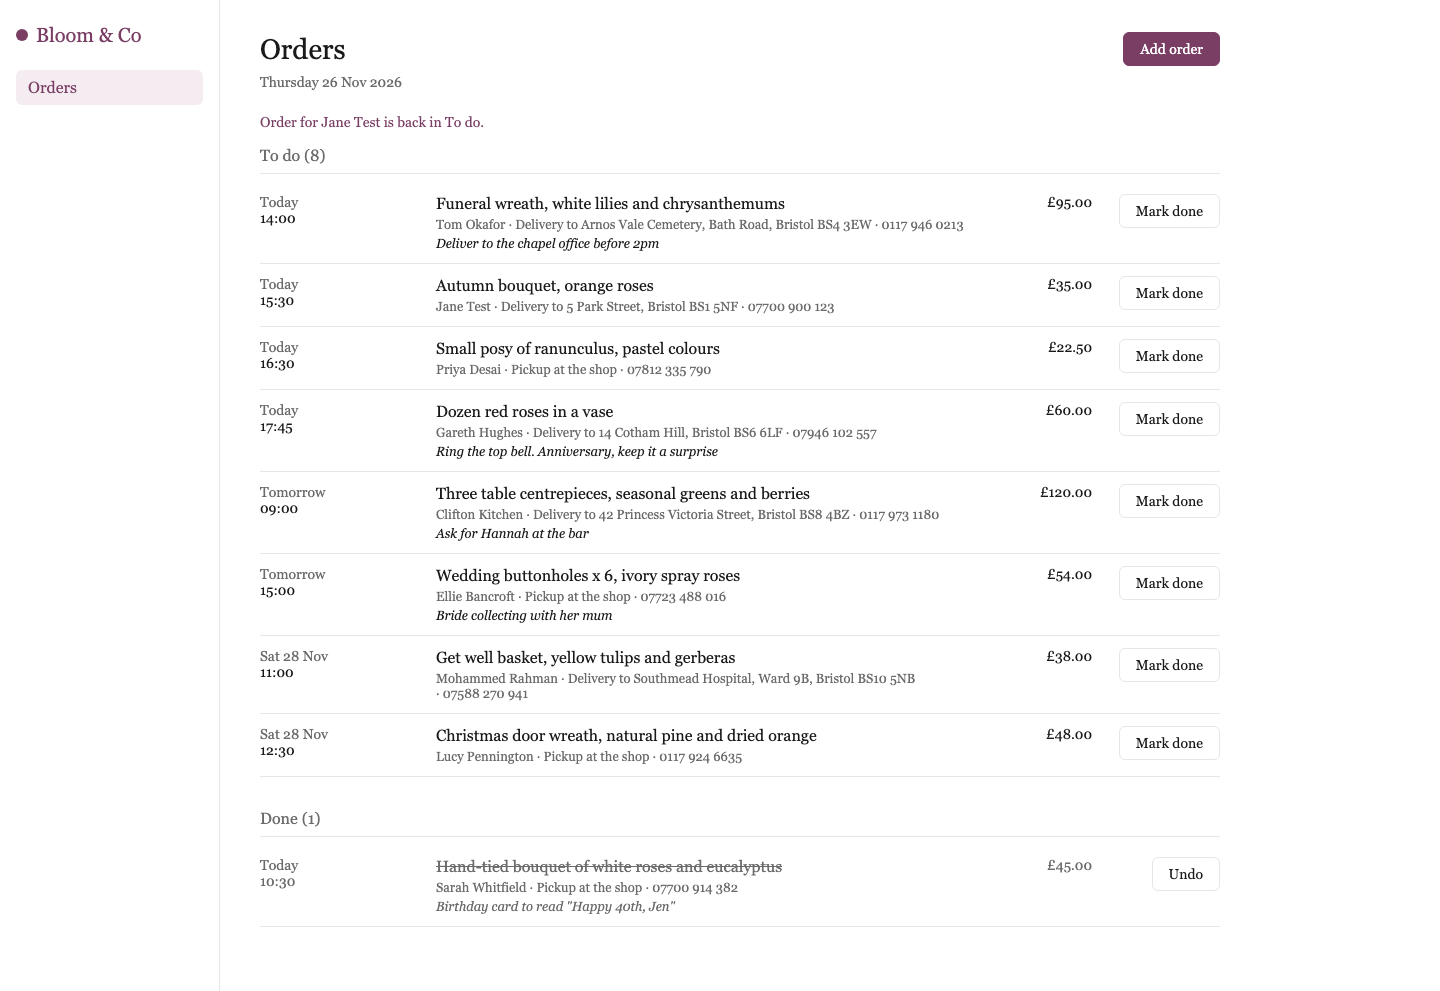 Bloom & Co
Orders
Orders
Add order
Thursday 26 Nov 2026
Order for Jane Test is back in To do.
To do (8)
Today
14:00
Funeral wreath, white lilies and chrysanthemums
Tom Okafor · Delivery to Arnos Vale Cemetery, Bath Road, Bristol BS4 3EW · 0117 946 0213
Deliver to the chapel office before 2pm
£95.00
Mark done
Today
15:30
Autumn bouquet, orange roses
Jane Test · Delivery to 5 Park Street, Bristol BS1 5NF · 07700 900 123
£35.00
Mark done
Today
16:30
Small posy of ranunculus, pastel colours
Priya Desai · Pickup at the shop · 07812 335 790
£22.50
Mark done
Today
17:45
Dozen red roses in a vase
Gareth Hughes · Delivery to 14 Cotham Hill, Bristol BS6 6LF · 07946 102 557
Ring the top bell. Anniversary, keep it a surprise
£60.00
Mark done
Tomorrow
09:00
Three table centrepieces, seasonal greens and berries
Clifton Kitchen · Delivery to 42 Princess Victoria Street, Bristol BS8 4BZ · 0117 973 1180
Ask for Hannah at the bar
£120.00
Mark done
Tomorrow
15:00
Wedding buttonholes x 6, ivory spray roses
Ellie Bancroft · Pickup at the shop · 07723 488 016
Bride collecting with her mum
£54.00
Mark done
Sat 28 Nov
11:00
Get well basket, yellow tulips and gerberas
Mohammed Rahman · Delivery to Southmead Hospital, Ward 9B, Bristol BS10 5NB
· 07588 270 941
£38.00
Mark done
Sat 28 Nov
12:30
Christmas door wreath, natural pine and dried orange
Lucy Pennington · Pickup at the shop · 0117 924 6635
£48.00
Mark done
Done (1)
Today
10:30
Hand-tied bouquet of white roses and eucalyptus
Sarah Whitfield · Pickup at the shop · 07700 914 382
Birthday card to read "Happy 40th, Jen"
£45.00
Undo